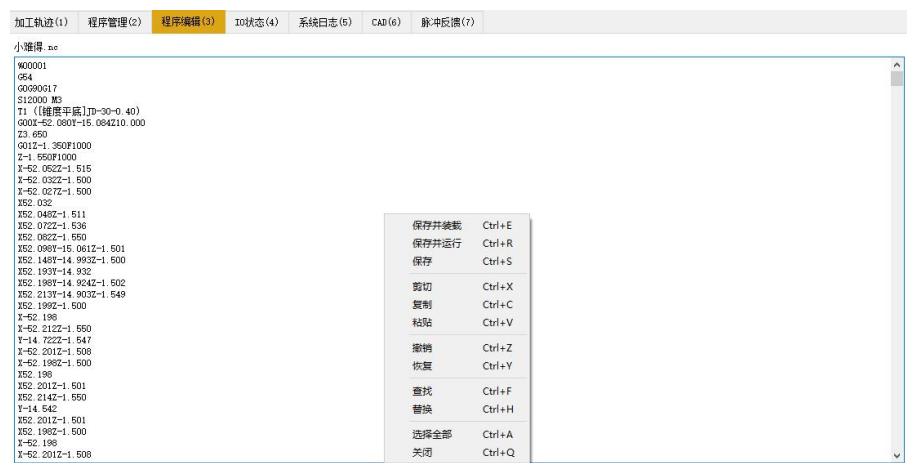 加工轨迹(1) 程序管理(2) 程序编辑(3) IO状态(4) 系统日志(5) CAD(6) 脉冲反馈(7)
小雅得.nc
%00001
G54
G0G90G17
S12000 M3
T1 ([锥度平底]JD-30-0.40)
G00X-52.080Y-15.084Z10.000
Z3.650
G01Z-1.350F1000
Z-1.550F1000
X-52.052Z-1.515
X-52.032Z-1.500
X-52.027Z-1.500
X52.032
X52.048Z-1.511
X52.072Z-1.536
X52.082Z-1.550
X52.098Y-15.061Z-1.501
X52.148Y-14.993Z-1.500
X52.193Y-14.932
X52.198Y-14.924Z-1.502
X52.213Y-14.903Z-1.549
X52.199Z-1.500
X-52.198
X-52.212Z-1.550
Y-14.722Z-1.547
X-52.201Z-1.508
X-52.198Z-1.500
X52.198
X52.201Z-1.501
X52.214Z-1.550
Y-14.542
X52.201Z-1.501
X52.198Z-1.500
X-52.198
X-52.201Z-1.508
保存并装载 Ctrl+E
保存并运行 Ctrl+R
保存 Ctrl+S
剪切 Ctrl+X
复制 Ctrl+C
粘贴 Ctrl+V
撤销 Ctrl+Z
恢复 Ctrl+Y
查找 Ctrl+F
替换 Ctrl+H
选择全部 Ctrl+A
关闭 Ctrl+Q